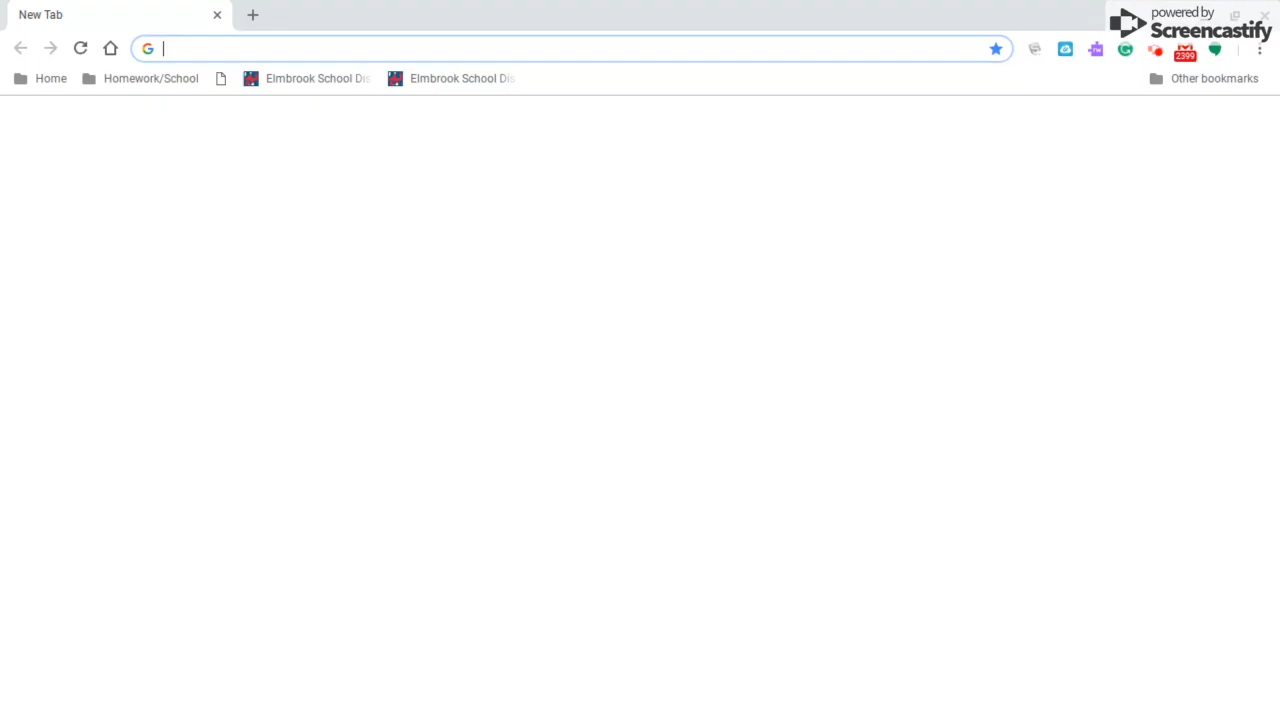 New Tab
powered by
Screencastify
2399
Home
Homework/School
Elmbrook School Dis
Elmbrook School Dis
Other bookmarks